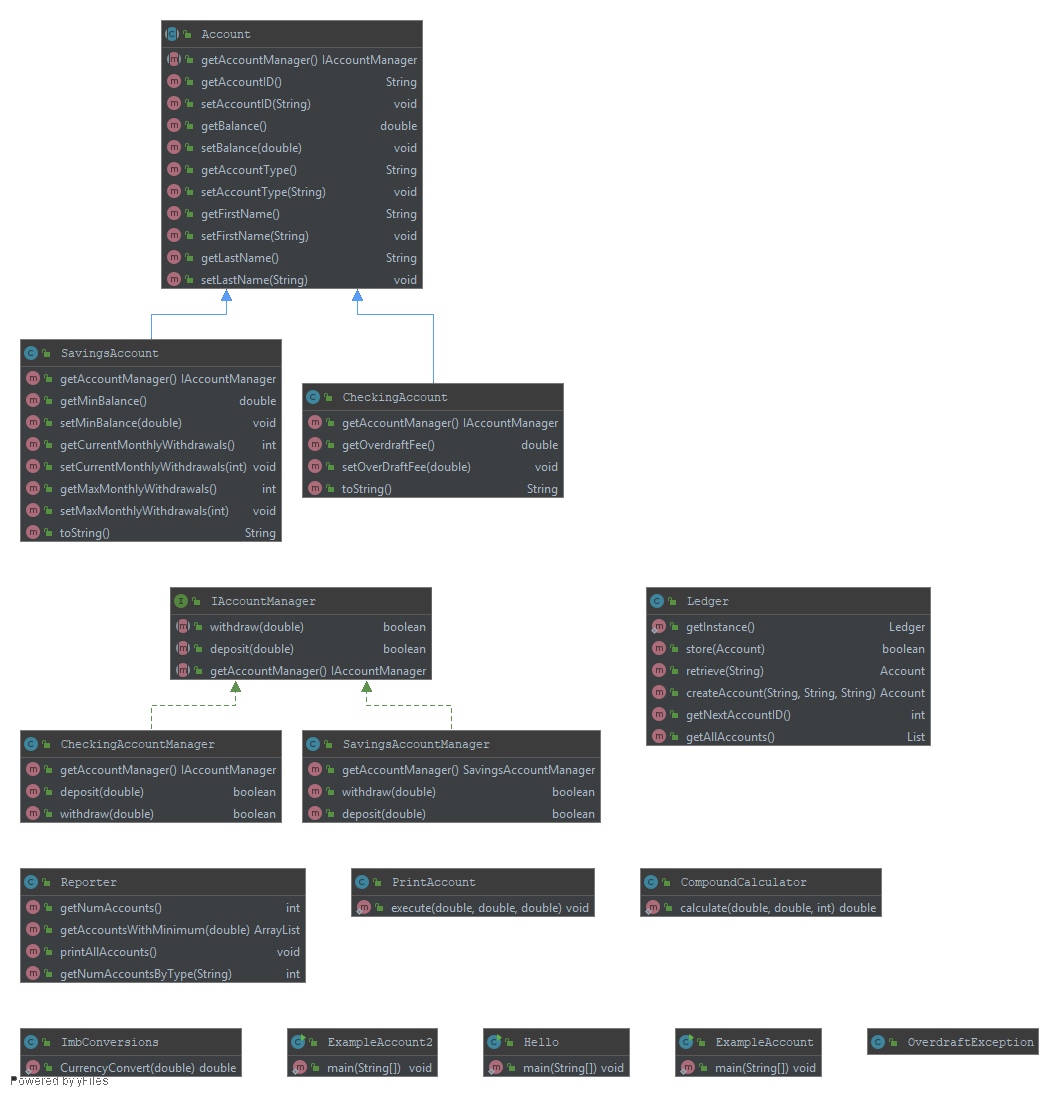 Account
getAccountManager() IAccountManager
getAccountID() String
setAccountID(String) void
getBalance() double
setBalance(double) void
getAccountType() String
setAccountType(String) void
getFirstName() String
setFirstName(String) void
getLastName() String
setLastName(String) void
SavingsAccount
getAccountManager() IAccountManager
getMinBalance() double
setMinBalance(double) void
getCurrentMonthlyWithdrawals() int
setCurrentMonthlyWithdrawals(int) void
getMaxMonthlyWithdrawals() int
setMaxMonthlyWithdrawals(int) void
toString() String
CheckingAccount
getAccountManager() IAccountManager
getOverdraftFee() double
setOverDraftFee(double) void
toString() String
IAccountManager
withdraw(double) boolean
deposit(double) boolean
getAccountManager() IAccountManager
Ledger
getInstance() Ledger
store(Account) boolean
retrieve(String) Account
createAccount(String, String, String) Account
getNextAccountID() int
getAllAccounts() List
CheckingAccountManager
getAccountManager() IAccountManager
deposit(double) boolean
withdraw(double) boolean
SavingsAccountManager
getAccountManager() SavingsAccountManager
withdraw(double) boolean
deposit(double) boolean
Reporter
getNumAccounts() int
getAccountsWithMinimum(double) ArrayList
printAllAccounts() void
getNumAccountsByType(String) int
PrintAccount
execute(double, double, double) void
CompoundCalculator
calculate(double, double, int) double
ImbConversions
CurrencyConvert(double) double
ExampleAccount2
main(String[]) void
Hello
main(String[]) void
ExampleAccount
main(String[]) void
OverdraftException
Powered by yFiles